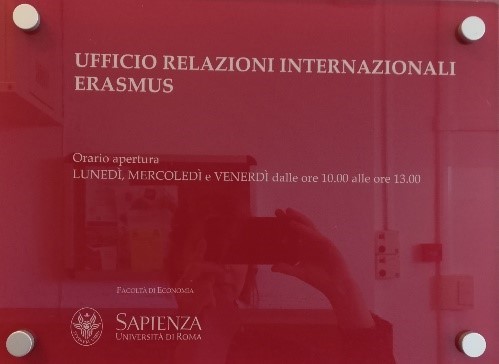 UFFICIO RELAZIONI INTERNAZIONALI
ERASMUS
Orario apertura
LUNEDÌ, MERCOLEDÌ e VENERDÌ dalle ore 10.00 alle ore 13.00
FACOLTÀ DI ECONOMIA
SAPIENZA
UNIVERSITÀ DI ROMA